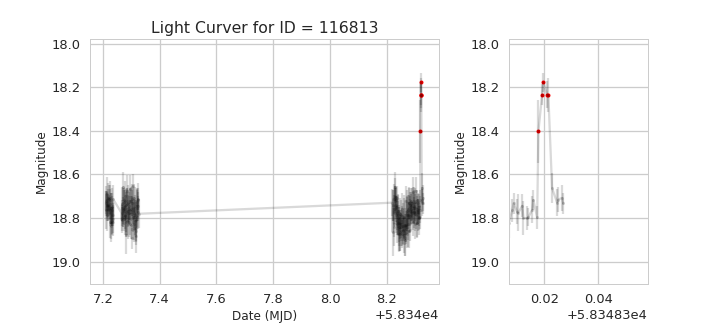 Light Curver for ID = 116813
18.0
18.2
18.4
18.6
18.8
19.0
Magnitude
7.2 7.4 7.6 7.8 8.0 8.2
Date (MJD)
+5.834e4
18.0
18.2
18.4
18.6
18.8
19.0
Magnitude
0.02 0.04
+5.83483e4